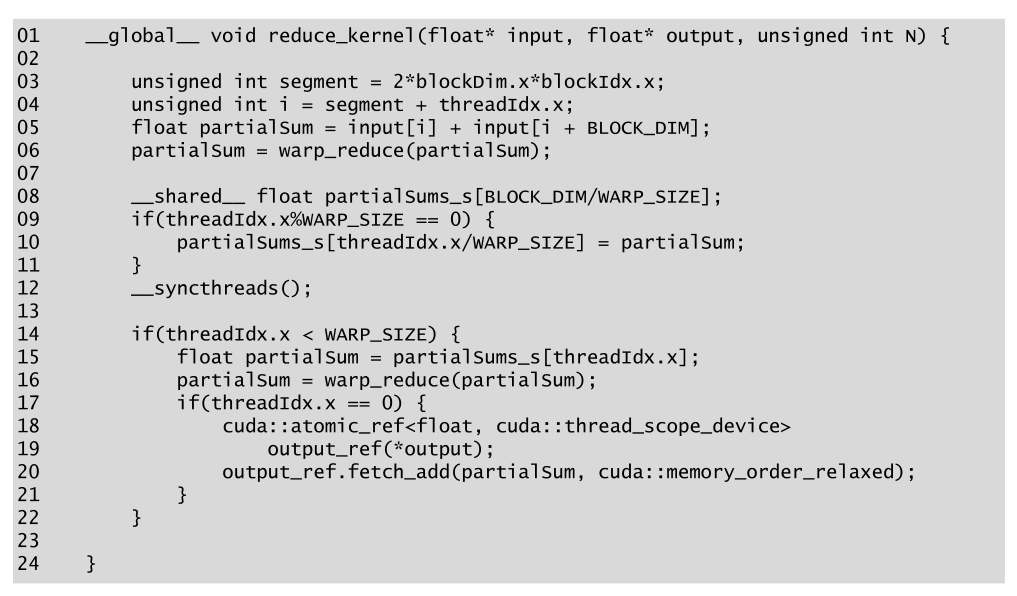 01    __global__ void reduce_kernel(float* input, float* output, unsigned int N) {
02
03        unsigned int segment = 2*blockDim.x*blockIdx.x;
04        unsigned int i = segment + threadIdx.x;
05        float partialSum = input[i] + input[i + BLOCK_DIM];
06        partialSum = warp_reduce(partialSum);
07
08        __shared__ float partialSums_s[BLOCK_DIM/WARP_SIZE];
09        if(threadIdx.x%WARP_SIZE == 0) {
10            partialSums_s[threadIdx.x/WARP_SIZE] = partialSum;
11        }
12        __syncthreads();
13
14        if(threadIdx.x < WARP_SIZE) {
15            float partialSum = partialSums_s[threadIdx.x];
16            partialSum = warp_reduce(partialSum);
17            if(threadIdx.x == 0) {
18                cuda::atomic_ref<float, cuda::thread_scope_device>
19                    output_ref(*output);
20                output_ref.fetch_add(partialSum, cuda::memory_order_relaxed);
21            }
22        }
23
24    }